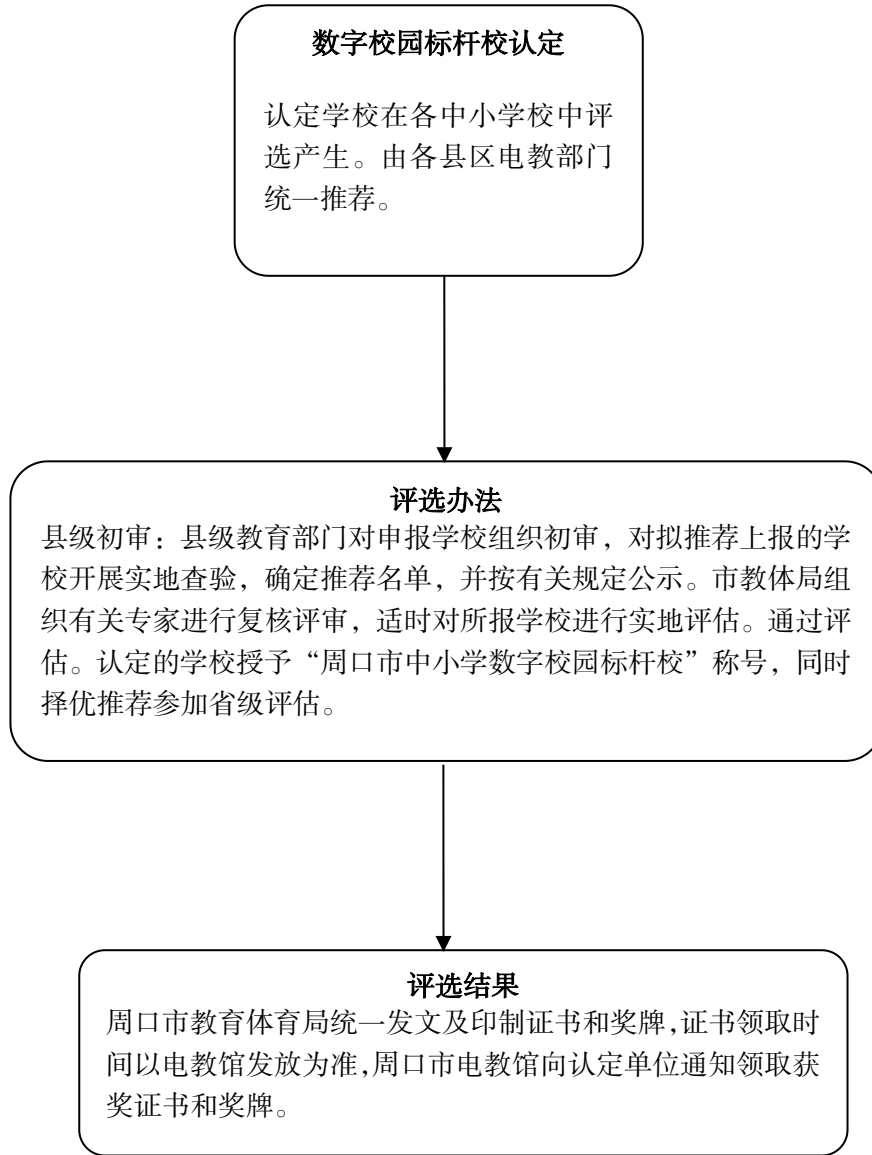 数字校园标杆校认定
认定学校在各中小学校中评
选产生。由各县区电教部门
统一推荐。
评选办法
县级初审：县级教育部门对申报学校组织初审，对拟推荐上报的学
校开展实地查验，确定推荐名单，并按有关规定公示。市教体局组
织有关专家进行复核评审，适时对所报学校进行实地评估。通过评
估。认定的学校授予“周口市中小学数字校园标杆校”称号，同时
择优推荐参加省级评估。
评选结果
周口市教育体育局统一发文及印制证书和奖牌,证书领取时
间以电教馆发放为准,周口市电教馆向认定单位通知领取获
奖证书和奖牌。